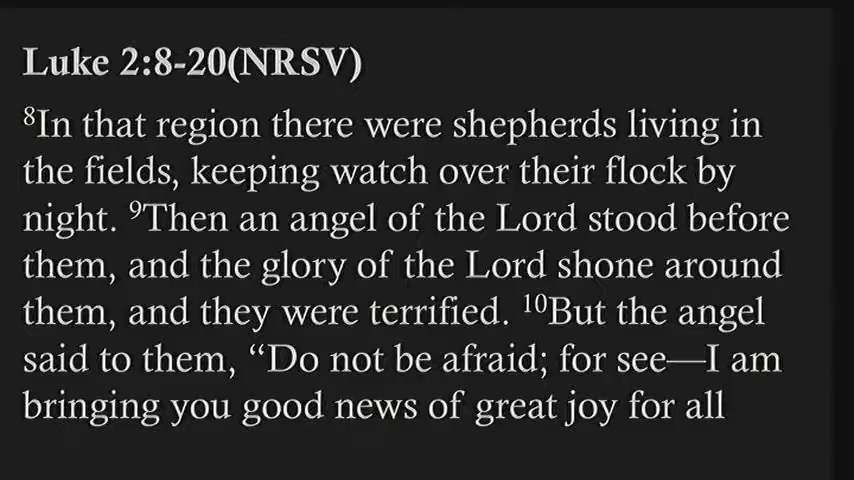 Luke 2:8-20(NRSV)
⁸In that region there were shepherds living in
the fields, keeping watch over their flock by
night. ⁹Then an angel of the Lord stood before
them, and the glory of the Lord shone around
them, and they were terrified. ¹⁰But the angel
said to them, “Do not be afraid; for see—I am
bringing you good news of great joy for all